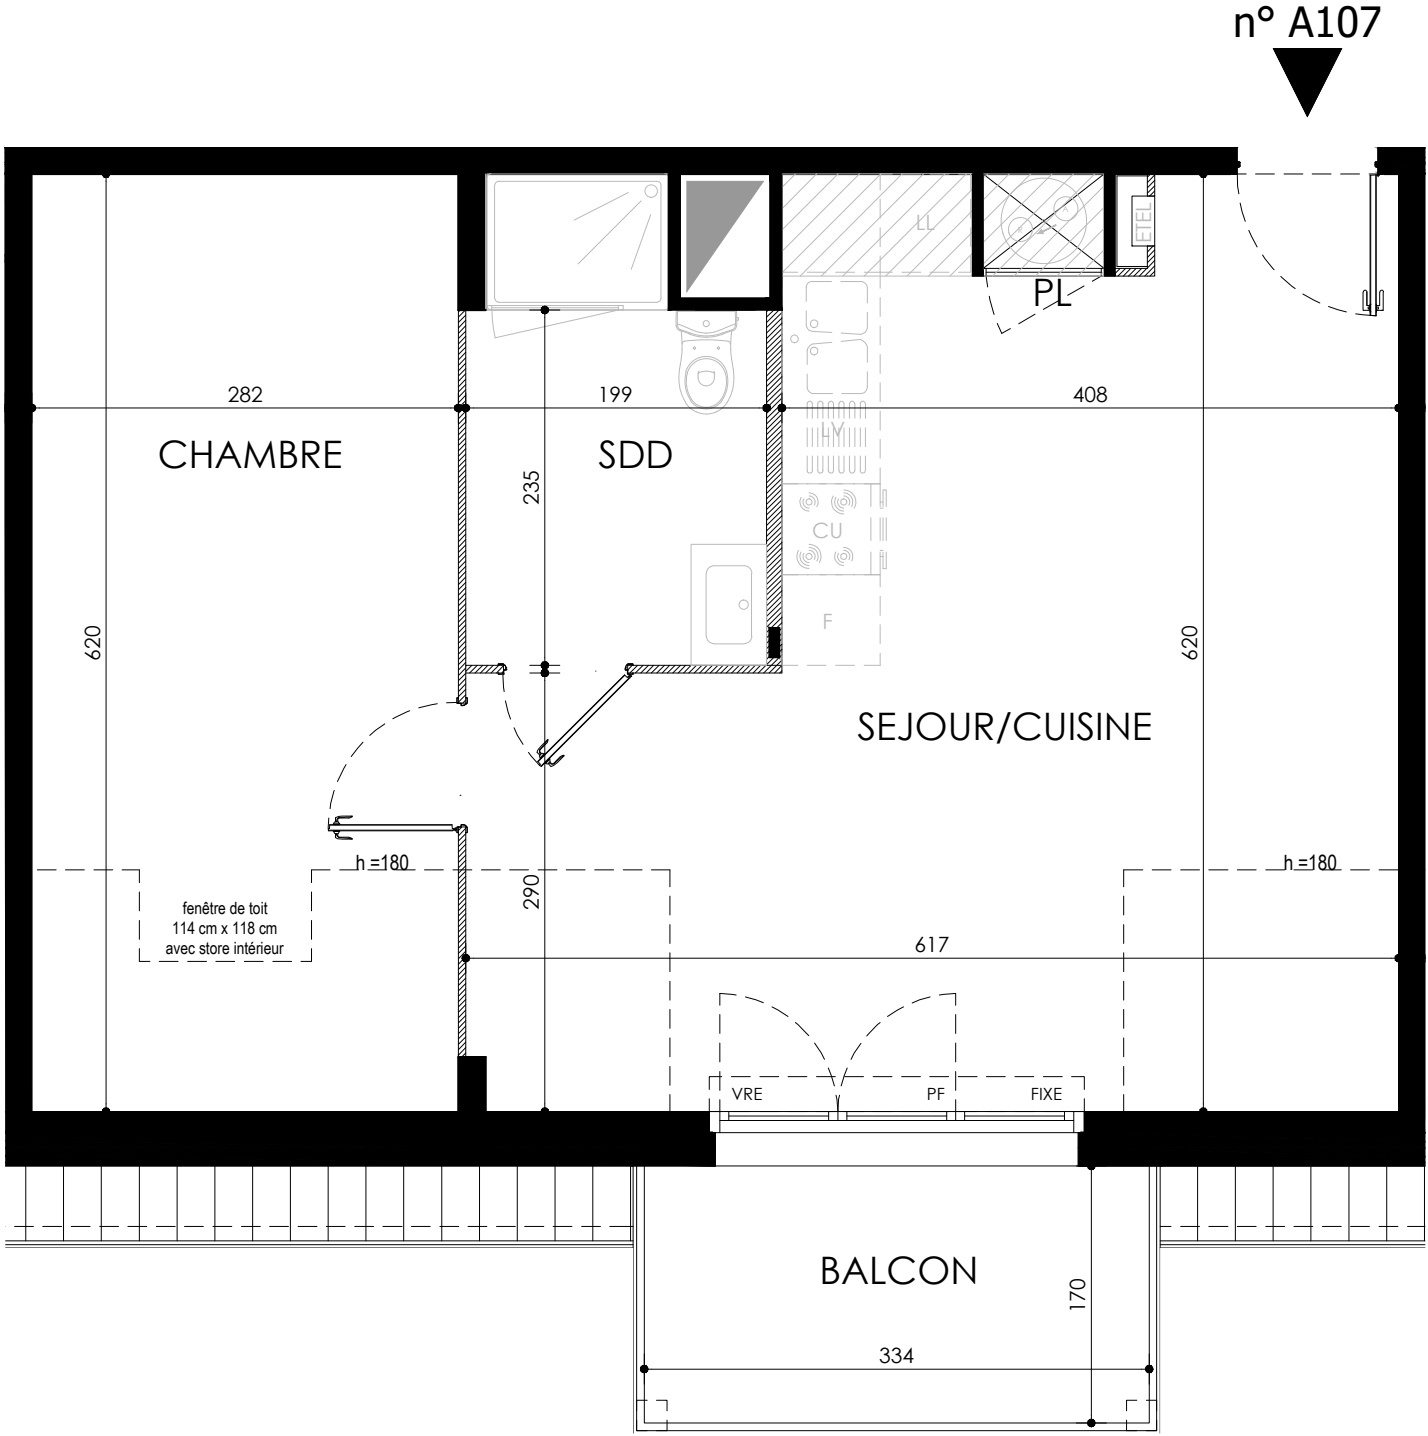 n° A107
LL
ETEL
PL
282
199
408
CHAMBRE
SDD
LV
235
CU
F
620
620
SEJOUR/CUISINE
h =180
h =180
290
fenêtre de toit
114 cm x 118 cm
avec store intérieur
617
VRE
PF
FIXE
BALCON
170
334